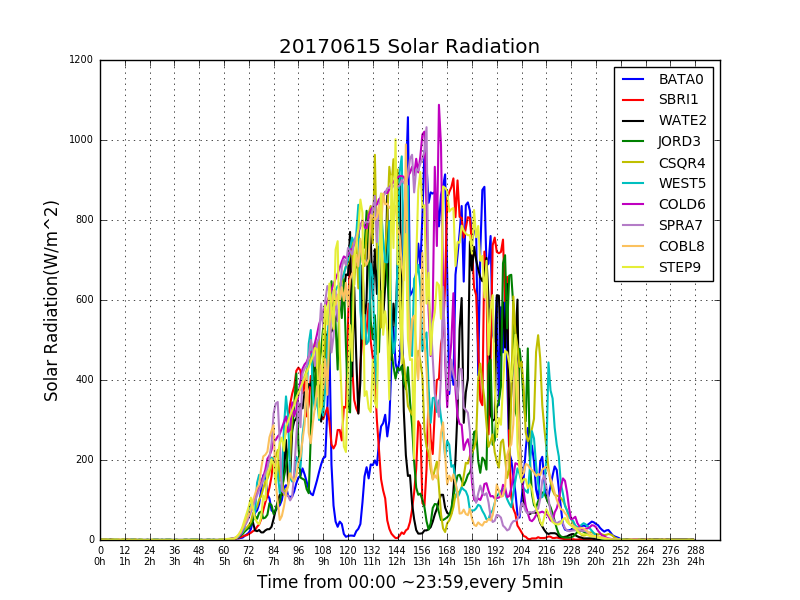 20170615 Solar Radiation
1200
1000
800
600
400
200
0
Solar Radiation(W/m^2)
BATA0
SBRI1
WATE2
JORD3
CSQR4
WEST5
COLD6
SPRA7
COBL8
STEP9
0 12 24 36 48 60 72 84 96 108 120 132 144 156 168 180 192 204 216 228 240 252 264 276 288
0h 1h 2h 3h 4h 5h 6h 7h 8h 9h 10h 11h 12h 13h 14h 15h 16h 17h 18h 19h 20h 21h 22h 23h 24h
Time from 00:00 ~23:59,every 5min